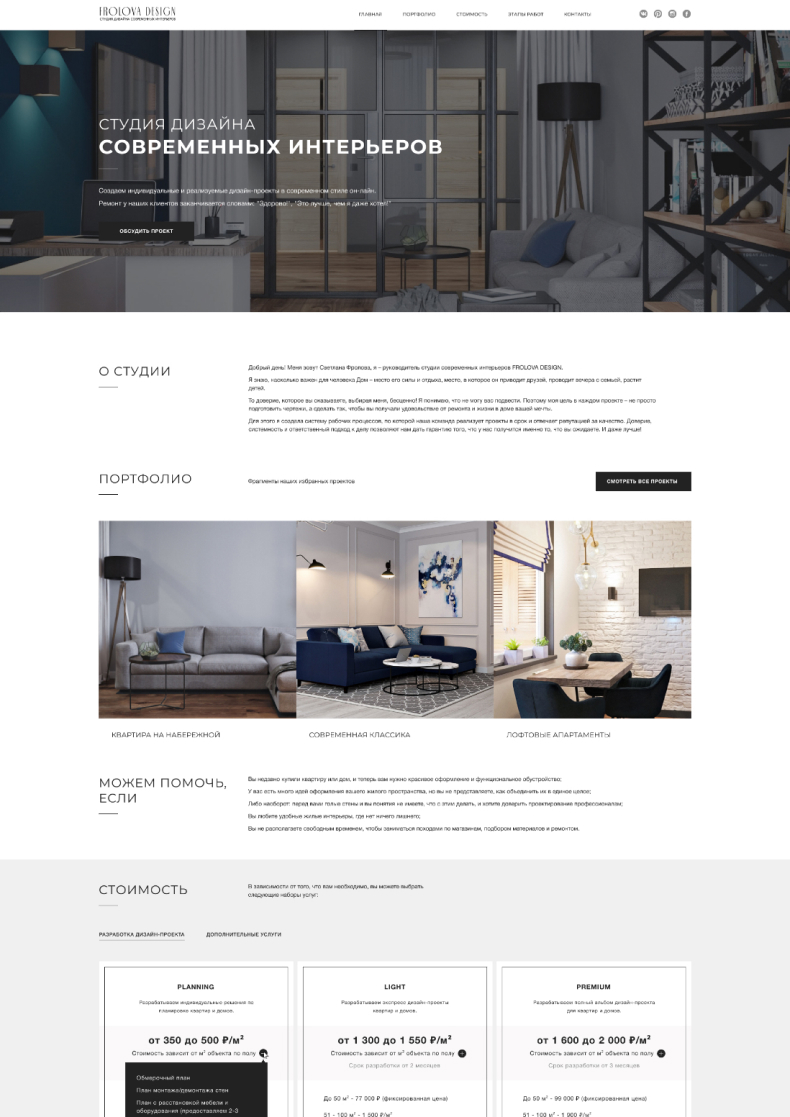 FROLOVA DESIGN
СТУДИЯ ДИЗАЙНА СОВРЕМЕННЫХ ИНТЕРЬЕРОВ
ГЛАВНАЯ ПОРТФОЛИО СТОИМОСТЬ ЭТАПЫ РАБОТ КОНТАКТЫ
СТУДИЯ ДИЗАЙНА
СОВРЕМЕННЫХ ИНТЕРЬЕРОВ
Создаем индивидуальные и реализуемые дизайн-проекты в современном стиле он-лайн.
Ремонт у наших клиентов заканчивается словами: "Здорово!", "Это лучше, чем я даже хотел!"
ОБСУДИТЬ ПРОЕКТ
О СТУДИИ
Добрый день! Меня зовут Светлана Фролова, я – руководитель студии современных интерьеров FROLOVA DESIGN.
Я знаю, насколько важен для человека Дом – место его силы и отдыха, место, в которое он приводит друзей, проводит вечера с семьей, растит
детей.
То доверие, которое вы оказываете, выбирая меня, бесценно! Я понимаю, что не могу вас подвести. Поэтому моя цель в каждом проекте – не просто
подготовить чертежи, а сделать так, чтобы вы получали удовольствие от ремонта и жизни в доме вашей мечты.
Для этого я создала систему рабочих процессов, по которой наша команда реализует проекты в срок и отвечает репутацией за качество. Доверие,
системность и ответственный подход к делу позволяют нам дать гарантию того, что у нас получится именно то, что вы ожидаете. И даже лучше!
ПОРТФОЛИО
Фрагменты наших избранных проектов
СМОТРЕТЬ ВСЕ ПРОЕКТЫ
КВАРТИРА НА НАБЕРЕЖНОЙ
СОВРЕМЕННАЯ КЛАССИКА
ЛОФТОВЫЕ АПАРТАМЕНТЫ
МОЖЕМ ПОМОЧЬ,
ЕСЛИ
Вы недавно купили квартиру или дом, и теперь вам нужно красивое оформление и функциональное обустройство;
У вас есть много идей оформления вашего жилого пространства, но вы не представляете, как объединить их в единое целое;
Либо наоборот: перед вами голые стены и вы понятия не имеете, что с этим делать, и хотите доверить проектирование профессионалам;
Вы любите удобные жилые интерьеры, где нет ничего лишнего;
Вы не располагаете свободным временем, чтобы заниматься походами по магазинам, подбором материалов и ремонтом.
СТОИМОСТЬ
В зависимости от того, что вам необходимо, вы можете выбрать
следующие наборы услуг:
РАЗРАБОТКА ДИЗАЙН-ПРОЕКТА ДОПОЛНИТЕЛЬНЫЕ УСЛУГИ
PLANNING
Разрабатываем индивидуальные решения по
планировке квартир и домов.
от 350 до 500 ₽/м²
Стоимость зависит от м² объекта по полу
Обмерочный план
План монтажа/демонтажа стен
План с расстановкой мебели и
оборудования (предоставляем 2-3
LIGHT
Разрабатываем экспресс дизайн проекты
квартир и домов.
от 1 300 до 1 550 ₽/м²
Стоимость зависит от м² объекта по полу
Срок разработки от 2 месяцев
До 50 м² - 77 000 ₽ (фиксированная цена)
51 - 100 м² - 1 500 ₽/м²
PREMIUM
Разрабатываем полный альбом дизайн-проекта
для квартир и домов.
от 1 600 до 2 000 ₽/м²
Стоимость зависит от м² объекта по полу
Срок разработки от 3 месяцев
До 50 м² - 99 000 ₽ (фиксированная цена)
51 - 100 м² - 1 900 ₽/м²